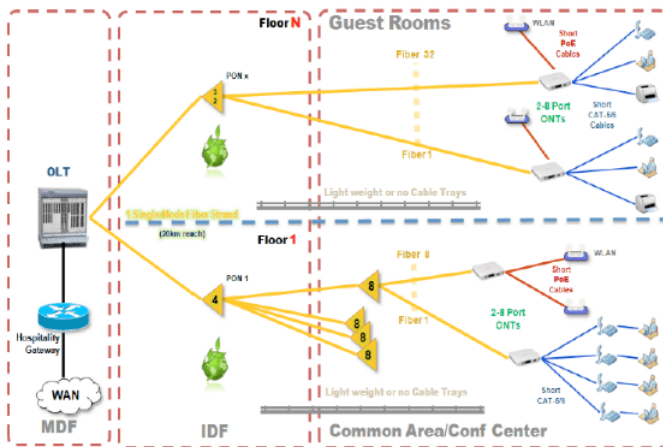 Floor N
Guest Rooms
WLAN
Short
PoE
Cables
PON x
Fiber 32
2-8 Port
ONTs
Short
CAT-5/6
Cables
Fiber 1
OLT
Light weight or no Cable Trays
1 SingleMode Fiber Strand
(20km reach)
Floor 1
PON 1
4
8
8
8
8
Fiber 8
WLAN
Short
PoE
Cables
Fiber 1
2-8 Port
ONTs
Hospitality
Gateway
Short
CAT-5/6
WAN
Light weight or no Cable Trays
MDF
IDF
Common Area/Conf Center